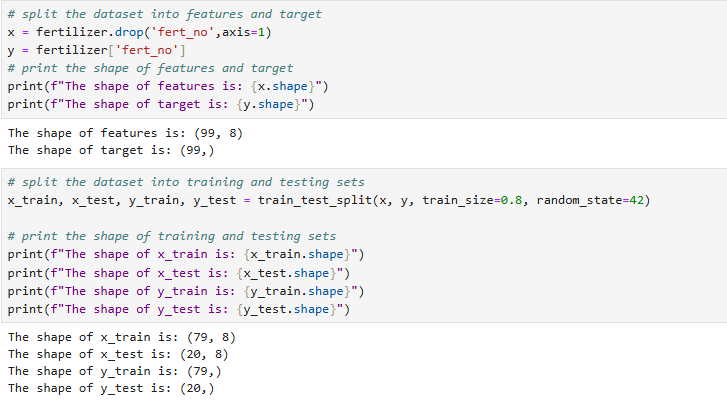 # split the dataset into features and target
x = fertilizer.drop('fert_no',axis=1)
y = fertilizer['fert_no']
# print the shape of features and target
print(f"The shape of features is: {x.shape}")
print(f"The shape of target is: {y.shape}")
The shape of features is: (99, 8)
The shape of target is: (99,)
# split the dataset into training and testing sets
x_train, x_test, y_train, y_test = train_test_split(x, y, train_size=0.8, random_state=42)
# print the shape of training and testing sets
print(f"The shape of x_train is: {x_train.shape}")
print(f"The shape of x_test is: {x_test.shape}")
print(f"The shape of y_train is: {y_train.shape}")
print(f"The shape of y_test is: {y_test.shape}")
The shape of x_train is: (79, 8)
The shape of x_test is: (20, 8)
The shape of y_train is: (79,)
The shape of y_test is: (20,)